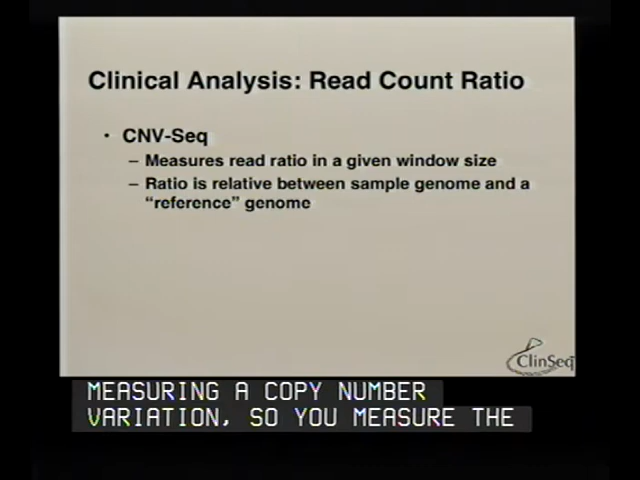 Clinical Analysis: Read Count Ratio
• CNV-Seq
– Measures read ratio in a given window size
– Ratio is relative between sample genome and a
“reference” genome
ClinSeq
MEASURING A COPY NUMBER
VARIATION, SO YOU MEASURE THE